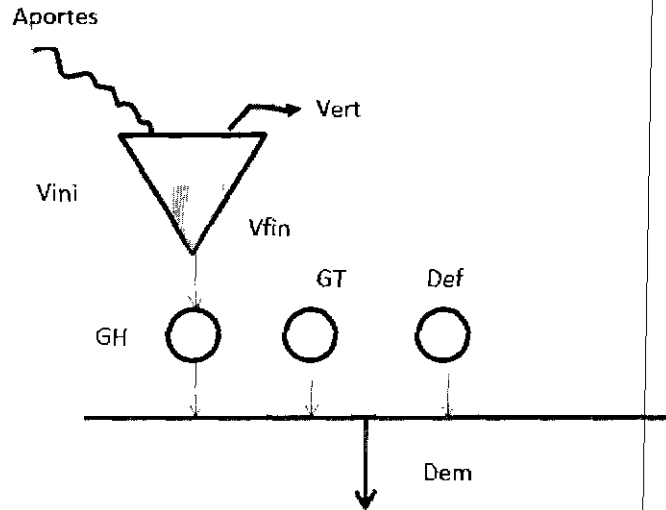 Aportes
Vert
Vini
Vfin
GT Def
GH
Dem